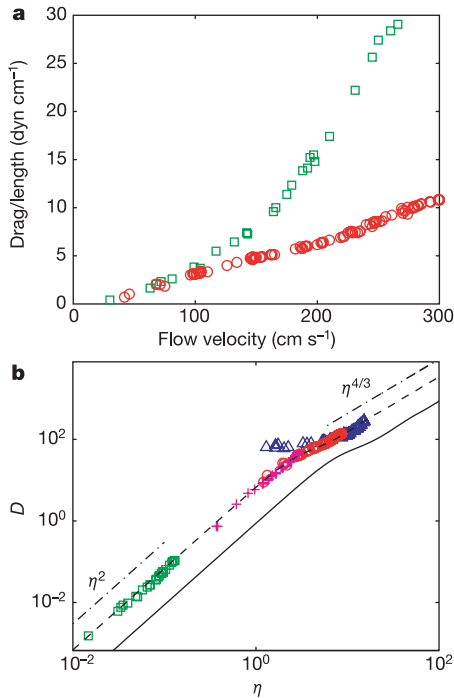 a
30
25
20
15
10
5
0
Drag/length (dyn cm⁻¹)
0
100
200
300
Flow velocity (cm s⁻¹)
b
η^{4/3}
10²
10⁰
10⁻²
D
η²
10⁻²
10⁰
10²
η